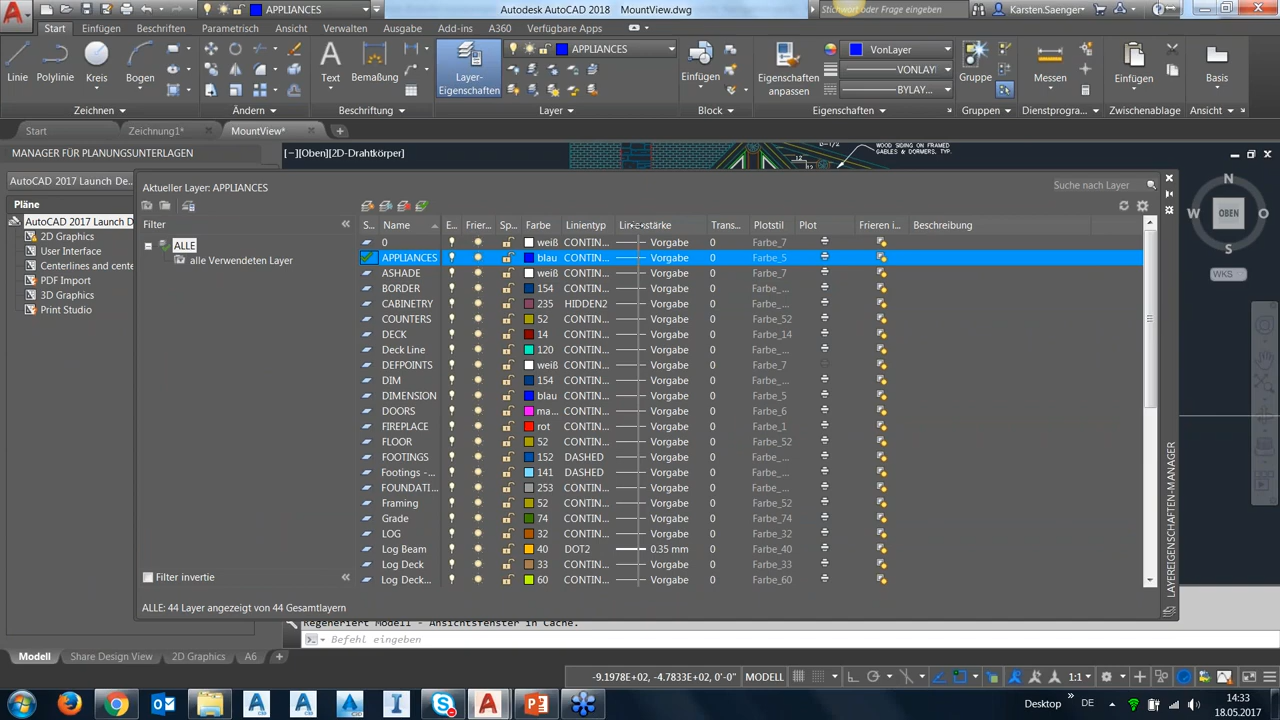 APPLIANCES
Autodesk AutoCAD 2018 MountView.dwg
Stichwort oder Frage eingeben
Karsten.Saenger
Start Einfügen Beschriften Parametrisch Ansicht Verwalten Ausgabe Add-ins A360 Verfügbare Apps
Linie Polylinie Kreis Bogen Text Bemaßung Layer-Eigenschaften APPLIANCES Einfügen Eigenschaften anpassen VonLayer VONLAY... BYLAY... Gruppe Messen Einfügen Basis
Zeichnen Ändern Beschriftung Layer Block Eigenschaften Gruppen Dienstprogra... Zwischenablage Ansicht
Start Zeichnung1* MountView*
MANAGER FÜR PLANUNGSUNTERLAGEN
[−][Oben][2D-Drahtkörper]
WOOD SIDING ON FRAMED
GABLES & DORMERS, TYP.
AutoCAD 2017 Launch De...
Pläne
AutoCAD 2017 Launch D
2D Graphics
User Interface
Centerlines and cente
PDF Import
3D Graphics
Print Studio
N
W OBEN E
S
WKS
Aktueller Layer: APPLIANCES
Suche nach Layer
Filter
ALLE
alle Verwendeten Layer
Filter invertie
S... Name E... Frier... Sp... Farbe Linientyp Linienstärke Trans... Plotstil Plot Frieren i... Beschreibung
0 weiß CONTIN... Vorgabe 0 Farbe_7
APPLIANCES blau CONTIN... Vorgabe 0 Farbe_5
ASHADE weiß CONTIN... Vorgabe 0 Farbe_7
BORDER 154 CONTIN... Vorgabe 0 Farbe_...
CABINETRY 235 HIDDEN2 Vorgabe 0 Farbe_...
COUNTERS 52 CONTIN... Vorgabe 0 Farbe_52
DECK 14 CONTIN... Vorgabe 0 Farbe_14
Deck Line 120 CONTIN... Vorgabe 0 Farbe_...
DEFPOINTS weiß CONTIN... Vorgabe 0 Farbe_7
DIM 154 CONTIN... Vorgabe 0 Farbe_...
DIMENSION blau CONTIN... Vorgabe 0 Farbe_5
DOORS ma... CONTIN... Vorgabe 0 Farbe_6
FIREPLACE rot CONTIN... Vorgabe 0 Farbe_1
FLOOR 52 CONTIN... Vorgabe 0 Farbe_52
FOOTINGS 152 DASHED Vorgabe 0 Farbe_...
Footings -... 141 DASHED Vorgabe 0 Farbe_...
FOUNDATI... 253 CONTIN... Vorgabe 0 Farbe_...
Framing 52 CONTIN... Vorgabe 0 Farbe_52
Grade 74 CONTIN... Vorgabe 0 Farbe_74
LOG 32 CONTIN... Vorgabe 0 Farbe_32
Log Beam 40 DOT2 0.35 mm 0 Farbe_40
Log Deck 33 CONTIN... Vorgabe 0 Farbe_33
Log Deck... 60 CONTIN... Vorgabe 0 Farbe_60
ALLE: 44 Layer angezeigt von 44 Gesamtlayern
LAYEREIGENSCHAFTEN-MANAGER
Regeneriert Modell - Ansichtsfenster in Cache.
Befehl eingeben
Modell Share Design View 2D Graphics A6
-9.1978E+02, -4.7833E+02, 0'-0" MODELL 1:1
Desktop DE 14:33
18.05.2017